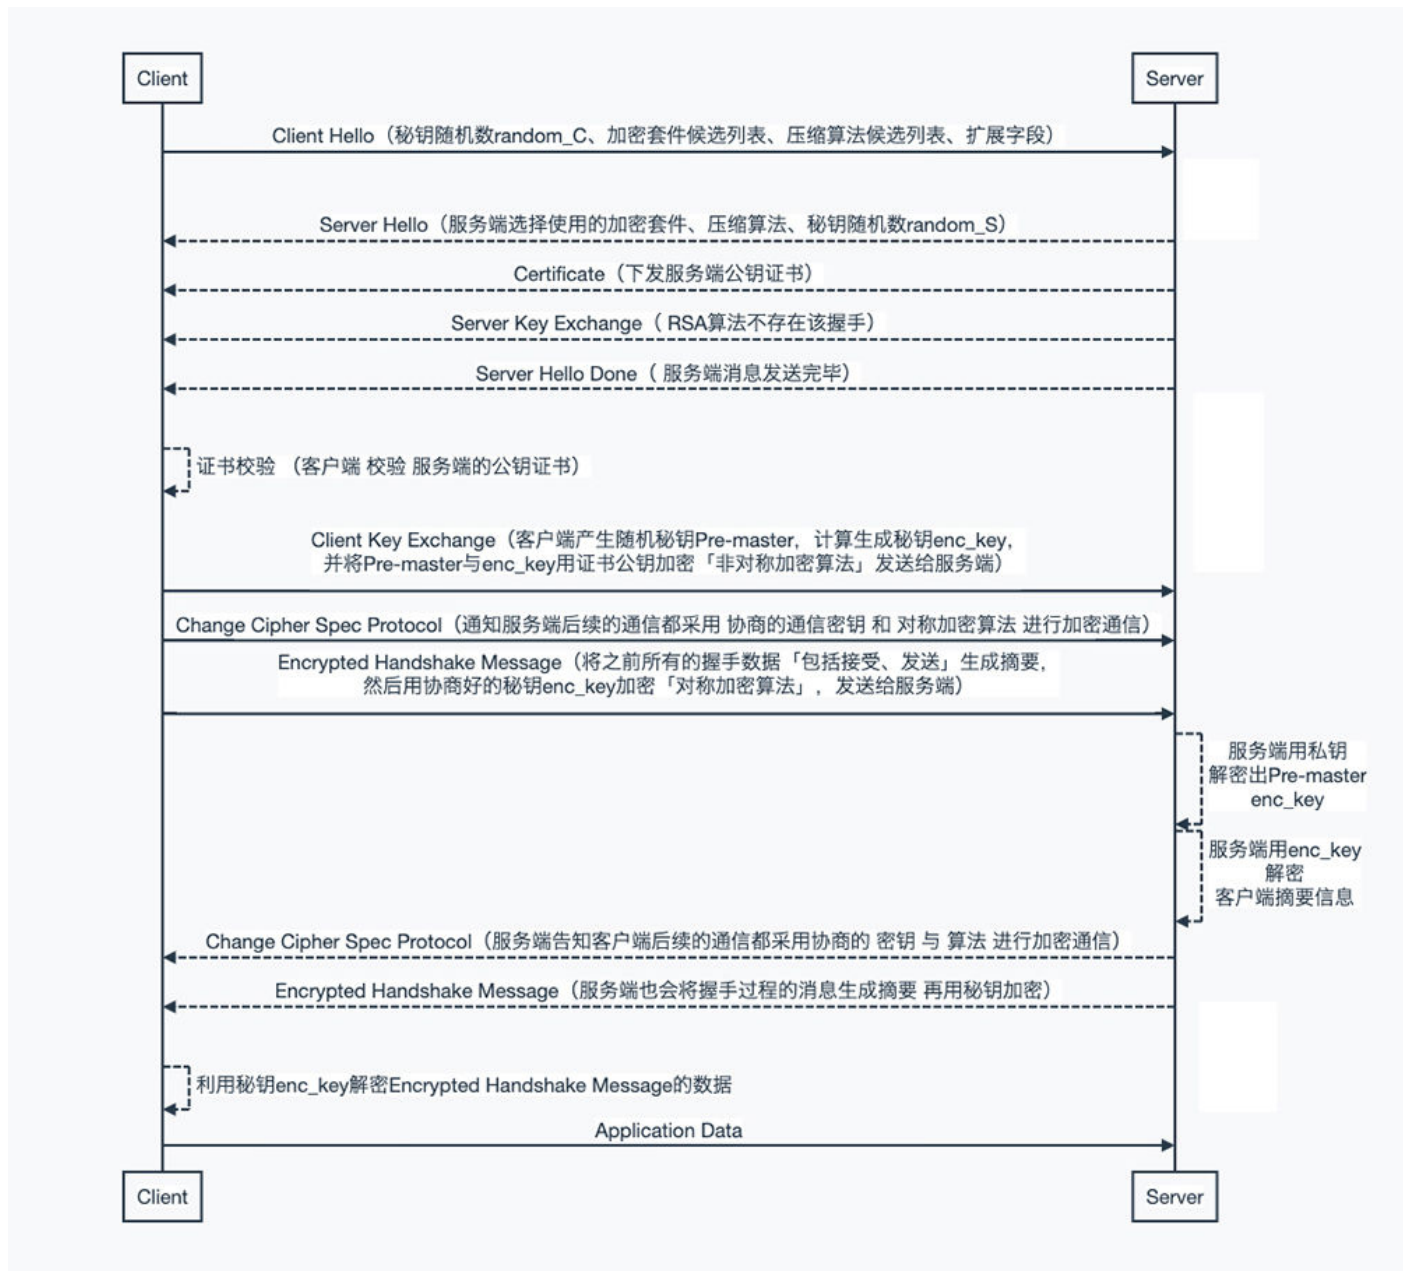 Client
Server
Client Hello（秘钥随机数random_C、加密套件候选列表、压缩算法候选列表、扩展字段）
Server Hello（服务端选择使用的加密套件、压缩算法、秘钥随机数random_S）
Certificate（下发服务端公钥证书）
Server Key Exchange（ RSA算法不存在该握手）
Server Hello Done（ 服务端消息发送完毕）
证书校验 （客户端 校验 服务端的公钥证书）
Client Key Exchange（客户端产生随机秘钥Pre-master，计算生成秘钥enc_key，
并将Pre-master与enc_key用证书公钥加密「非对称加密算法」发送给服务端）
Change Cipher Spec Protocol（通知服务端后续的通信都采用 协商的通信密钥 和 对称加密算法 进行加密通信）
Encrypted Handshake Message（将之前所有的握手数据「包括接受、发送」生成摘要，
然后用协商好的秘钥enc_key加密「对称加密算法」，发送给服务端）
服务端用私钥
解密出Pre-master
enc_key
服务端用enc_key
解密
客户端摘要信息
Change Cipher Spec Protocol（服务端告知客户端后续的通信都采用协商的 密钥 与 算法 进行加密通信）
Encrypted Handshake Message（服务端也会将握手过程的消息生成摘要 再用秘钥加密）
利用秘钥enc_key解密Encrypted Handshake Message的数据
Application Data
Client
Server